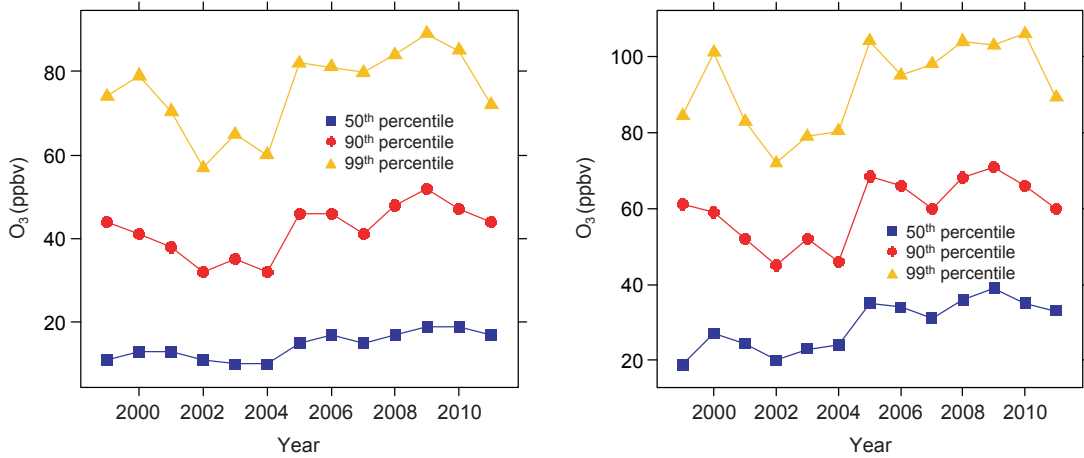 O3 (ppbv)
80
60
40
20
50th percentile
90th percentile
99th percentile
2000 2002 2004 2006 2008 2010
Year
O3 (ppbv)
100
80
60
40
20
50th percentile
90th percentile
99th percentile
2000 2002 2004 2006 2008 2010
Year